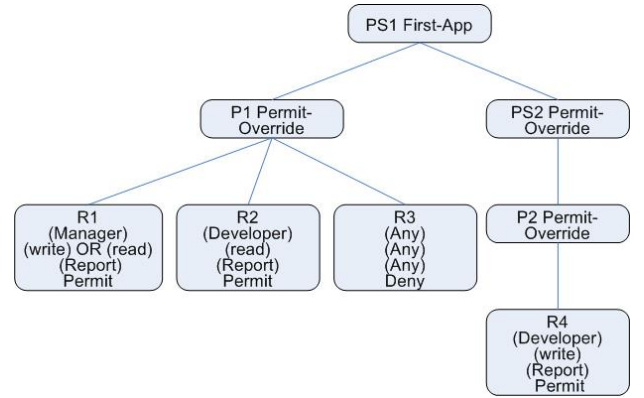 PS1 First-App
P1 Permit-
Override
PS2 Permit-
Override
R1
(Manager)
(write) OR (read)
(Report)
Permit
R2
(Developer)
(read)
(Report)
Permit
R3
(Any)
(Any)
(Any)
Deny
P2 Permit-
Override
R4
(Developer)
(write)
(Report)
Permit